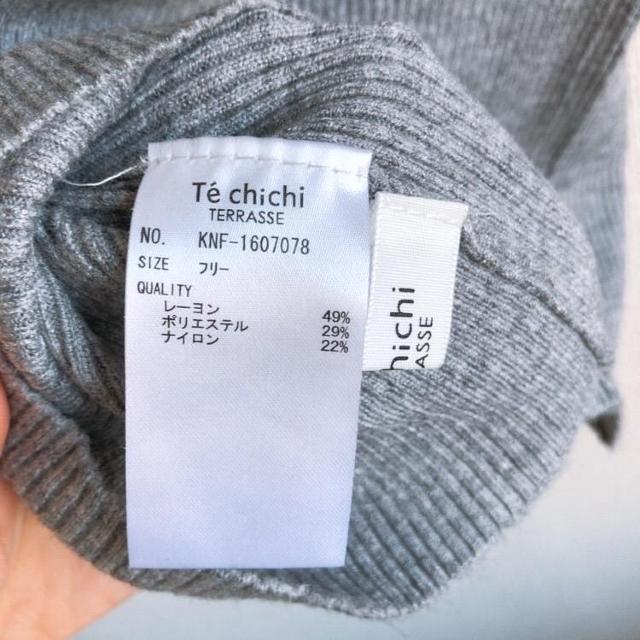 Té chichi
TERRASSE
NO. KNF-1607078
SIZE フリー
QUALITY
レーヨン 49%
ポリエステル 29%
ナイロン 22%
hichi
ASSE